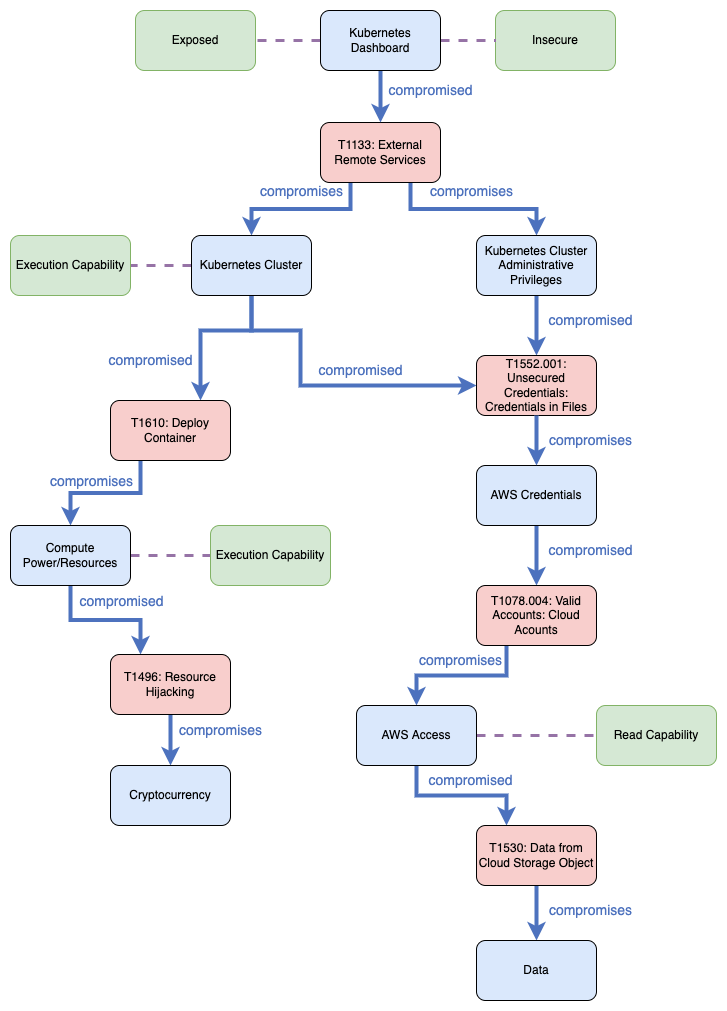 Exposed
Kubernetes
Dashboard
Insecure
compromised
T1133: External
Remote Services
compromises
compromises
Execution Capability
Kubernetes Cluster
Kubernetes Cluster
Administrative
Privileges
compromised
compromised
compromised
T1552.001:
Unsecured
Credentials:
Credentials in Files
T1610: Deploy
Container
compromises
compromises
AWS Credentials
Compute
Power/Resources
Execution Capability
compromised
compromised
T1078.004: Valid
Accounts: Cloud
Acounts
T1496: Resource
Hijacking
compromises
compromises
AWS Access
Read Capability
Cryptocurrency
compromised
T1530: Data from
Cloud Storage Object
compromises
Data